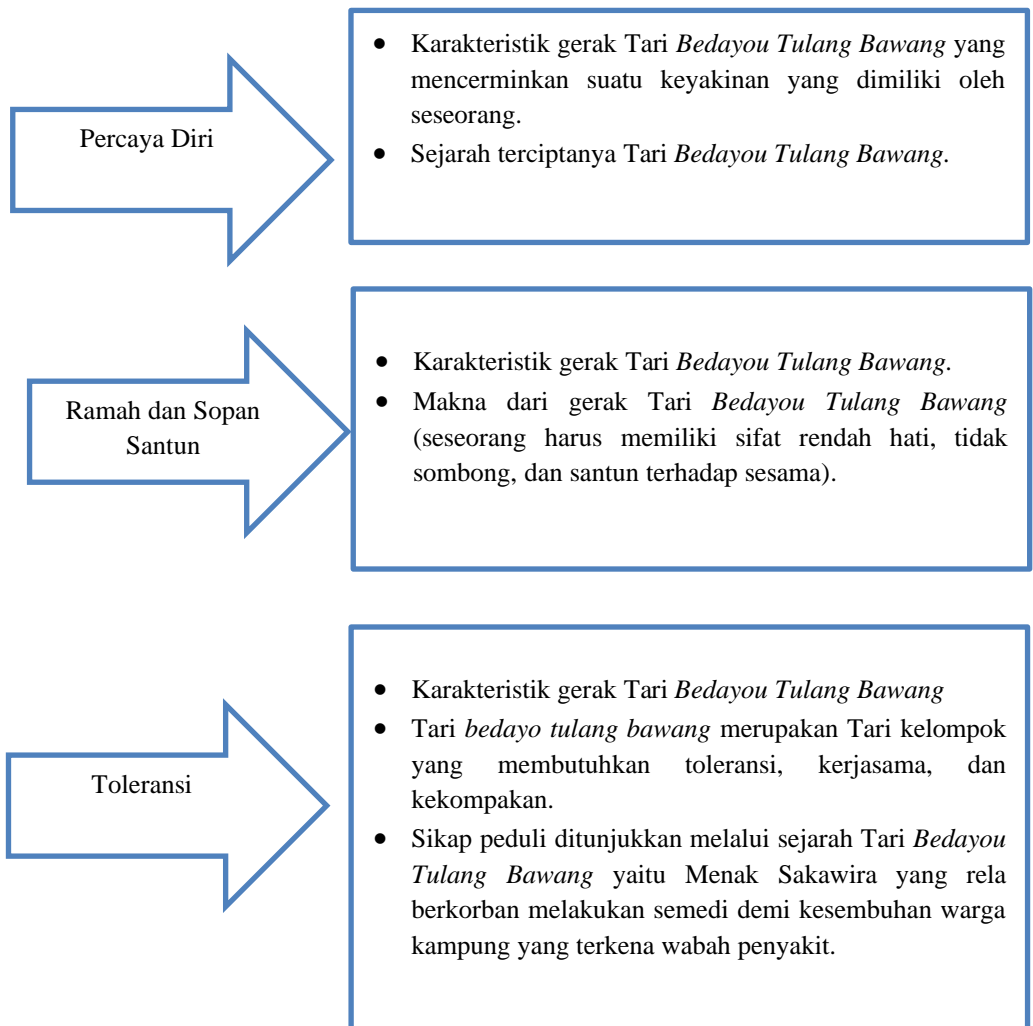 Percaya Diri
• Karakteristik gerak Tari Bedayou Tulang Bawang yang
mencerminkan suatu keyakinan yang dimiliki oleh
seseorang.
• Sejarah terciptanya Tari Bedayou Tulang Bawang.
Ramah dan Sopan
Santun
• Karakteristik gerak Tari Bedayou Tulang Bawang.
• Makna dari gerak Tari Bedayou Tulang Bawang
(seseorang harus memiliki sifat rendah hati, tidak
sombong, dan santun terhadap sesama).
Toleransi
• Karakteristik gerak Tari Bedayou Tulang Bawang
• Tari bedayo tulang bawang merupakan Tari kelompok
yang membutuhkan toleransi, kerjasama, dan
kekompakan.
• Sikap peduli ditunjukkan melalui sejarah Tari Bedayou
Tulang Bawang yaitu Menak Sakawira yang rela
berkorban melakukan semedi demi kesembuhan warga
kampung yang terkena wabah penyakit.